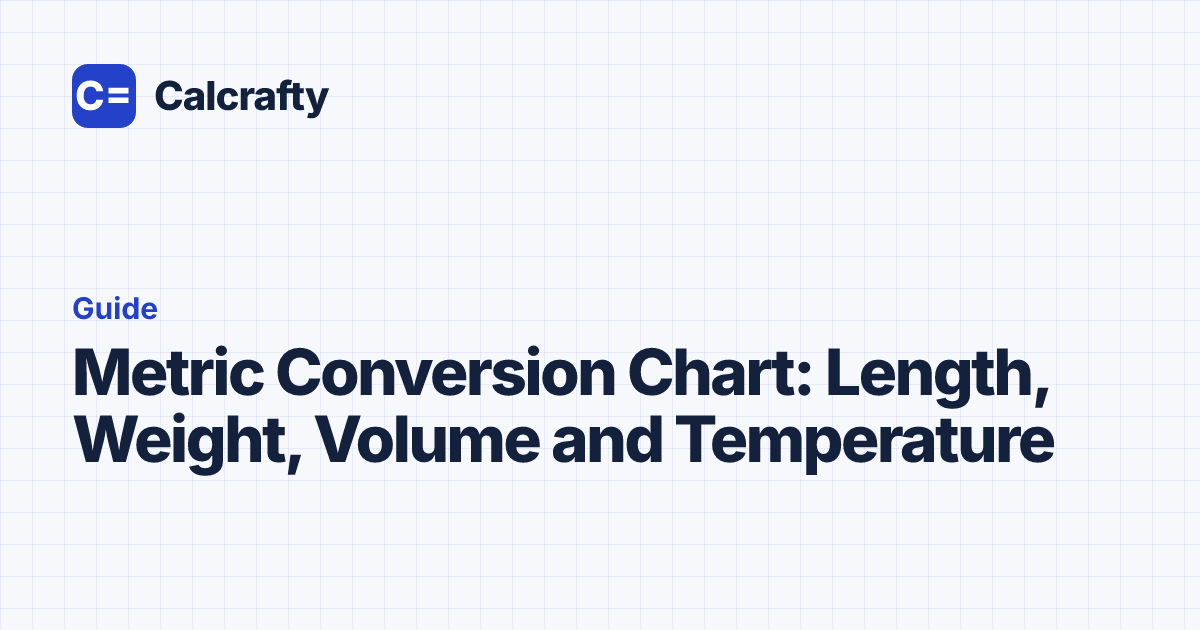 C=
Calcrafty
Guide
Metric Conversion Chart: Length,
Weight, Volume and Temperature